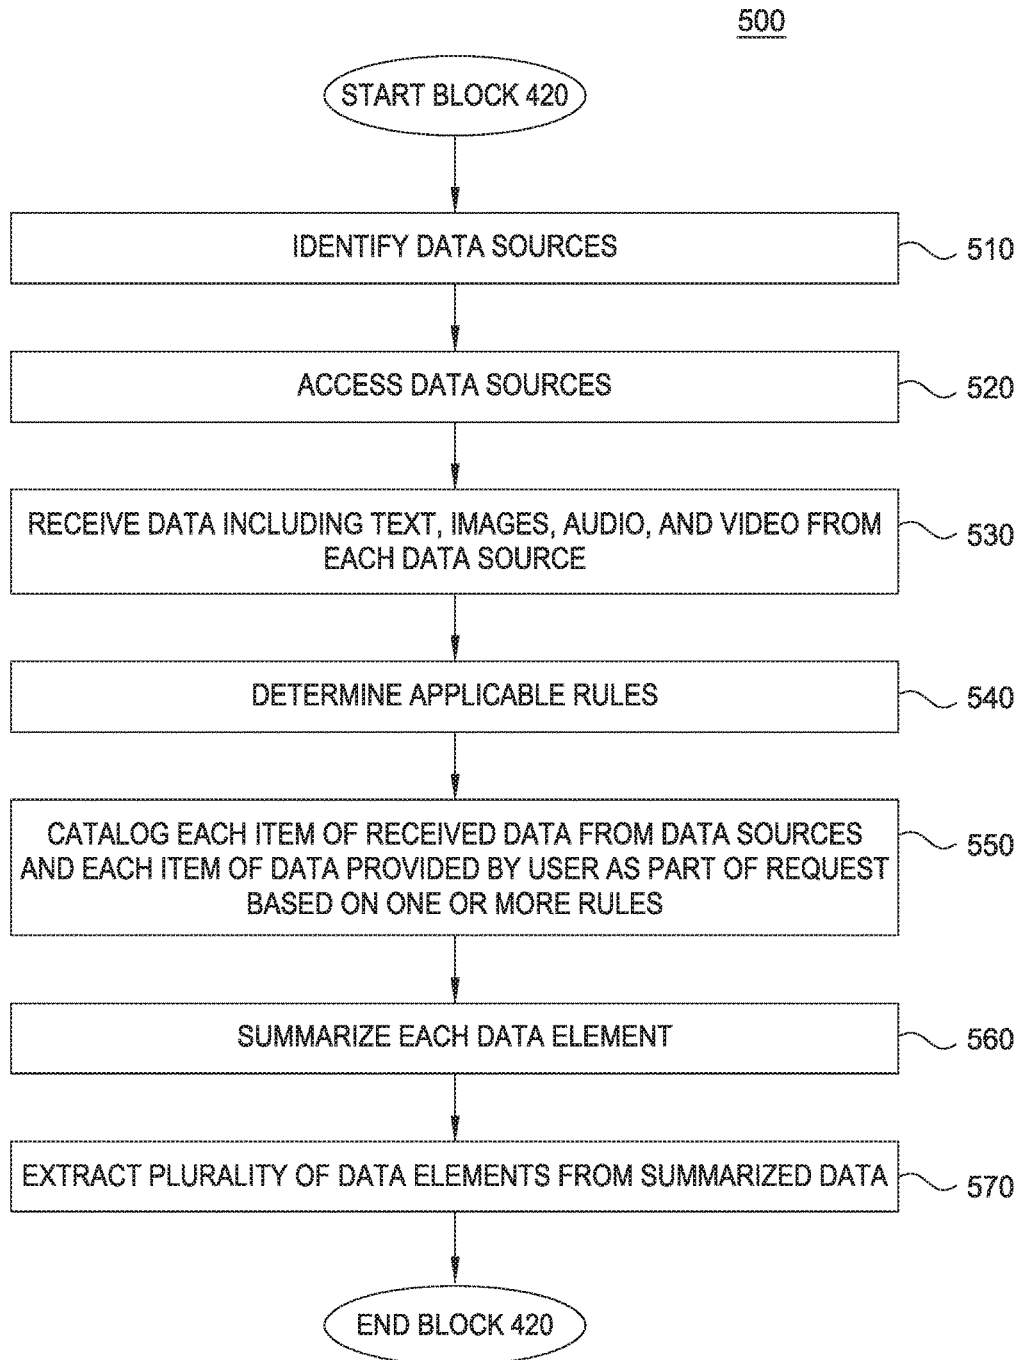 500
START BLOCK 420
IDENTIFY DATA SOURCES
510
ACCESS DATA SOURCES
520
RECEIVE DATA INCLUDING TEXT, IMAGES, AUDIO, AND VIDEO FROM
EACH DATA SOURCE
530
DETERMINE APPLICABLE RULES
540
CATALOG EACH ITEM OF RECEIVED DATA FROM DATA SOURCES
AND EACH ITEM OF DATA PROVIDED BY USER AS PART OF REQUEST
BASED ON ONE OR MORE RULES
550
SUMMARIZE EACH DATA ELEMENT
560
EXTRACT PLURALITY OF DATA ELEMENTS FROM SUMMARIZED DATA
570
END BLOCK 420